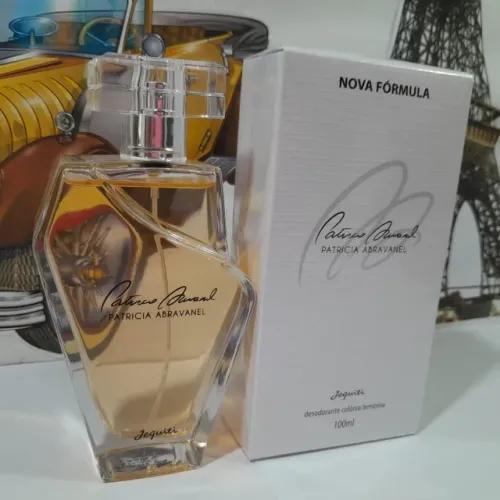 NOVA FÓRMULA
Patricia Abravanel
PATRICIA ABRAVANEL
Jequiti
desodorante colônia feminina
100ml
Patricia Abravanel
PATRICIA ABRAVANEL
Jequiti